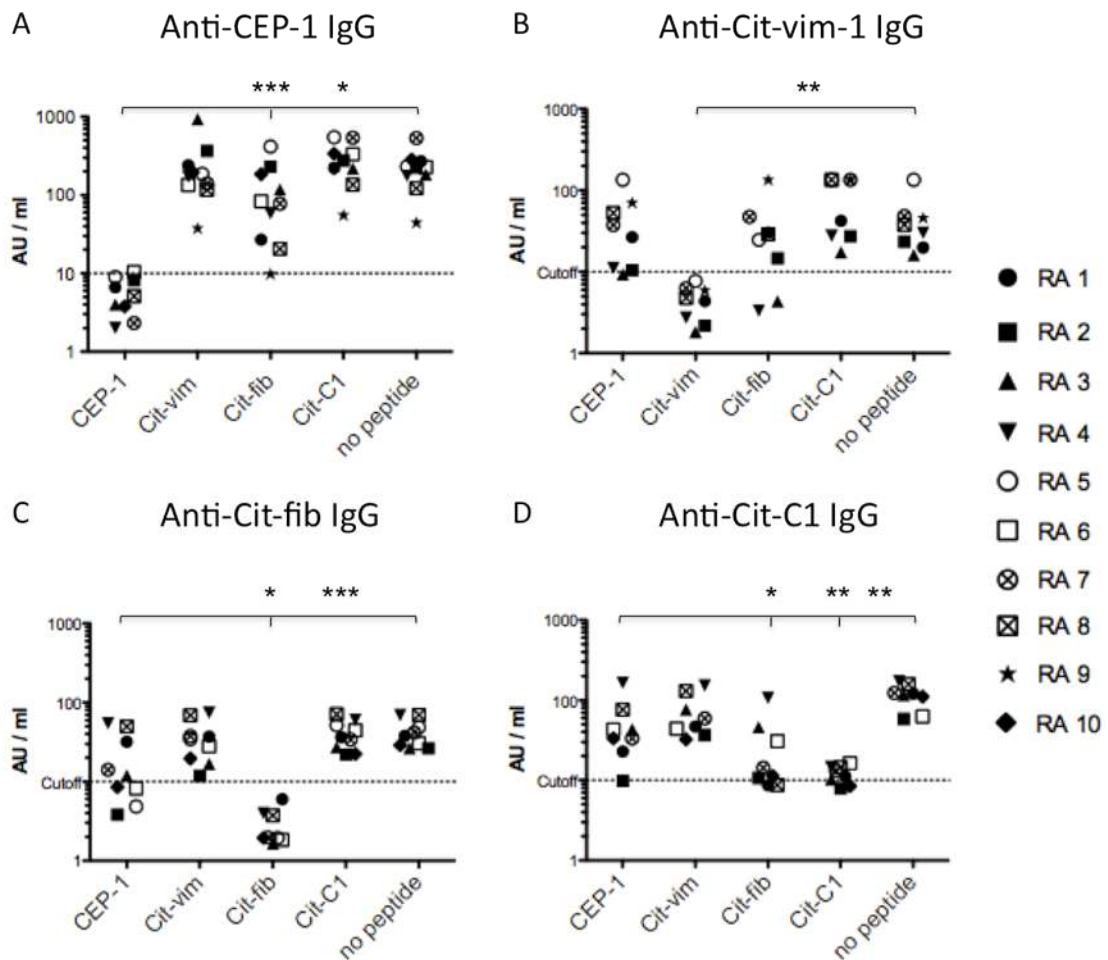 A Anti-CEP-1 IgG
B Anti-Cit-vim-1 IgG
*** *
**
AU / ml
1000
100
10
1
CEP-1
Cit-vim
Cit-fib
Cit-C1
no peptide
AU / ml
1000
100
Cutoff
1
CEP-1
Cit-vim
Cit-fib
Cit-C1
no peptide
C Anti-Cit-fib IgG
D Anti-Cit-C1 IgG
* ***
* ** **
AU / ml
1000
100
Cutoff
1
CEP-1
Cit-vim
Cit-fib
Cit-C1
no peptide
AU / ml
1000
100
Cutoff
1
CEP-1
Cit-vim
Cit-fib
Cit-C1
no peptide
RA 1
RA 2
RA 3
RA 4
RA 5
RA 6
RA 7
RA 8
RA 9
RA 10